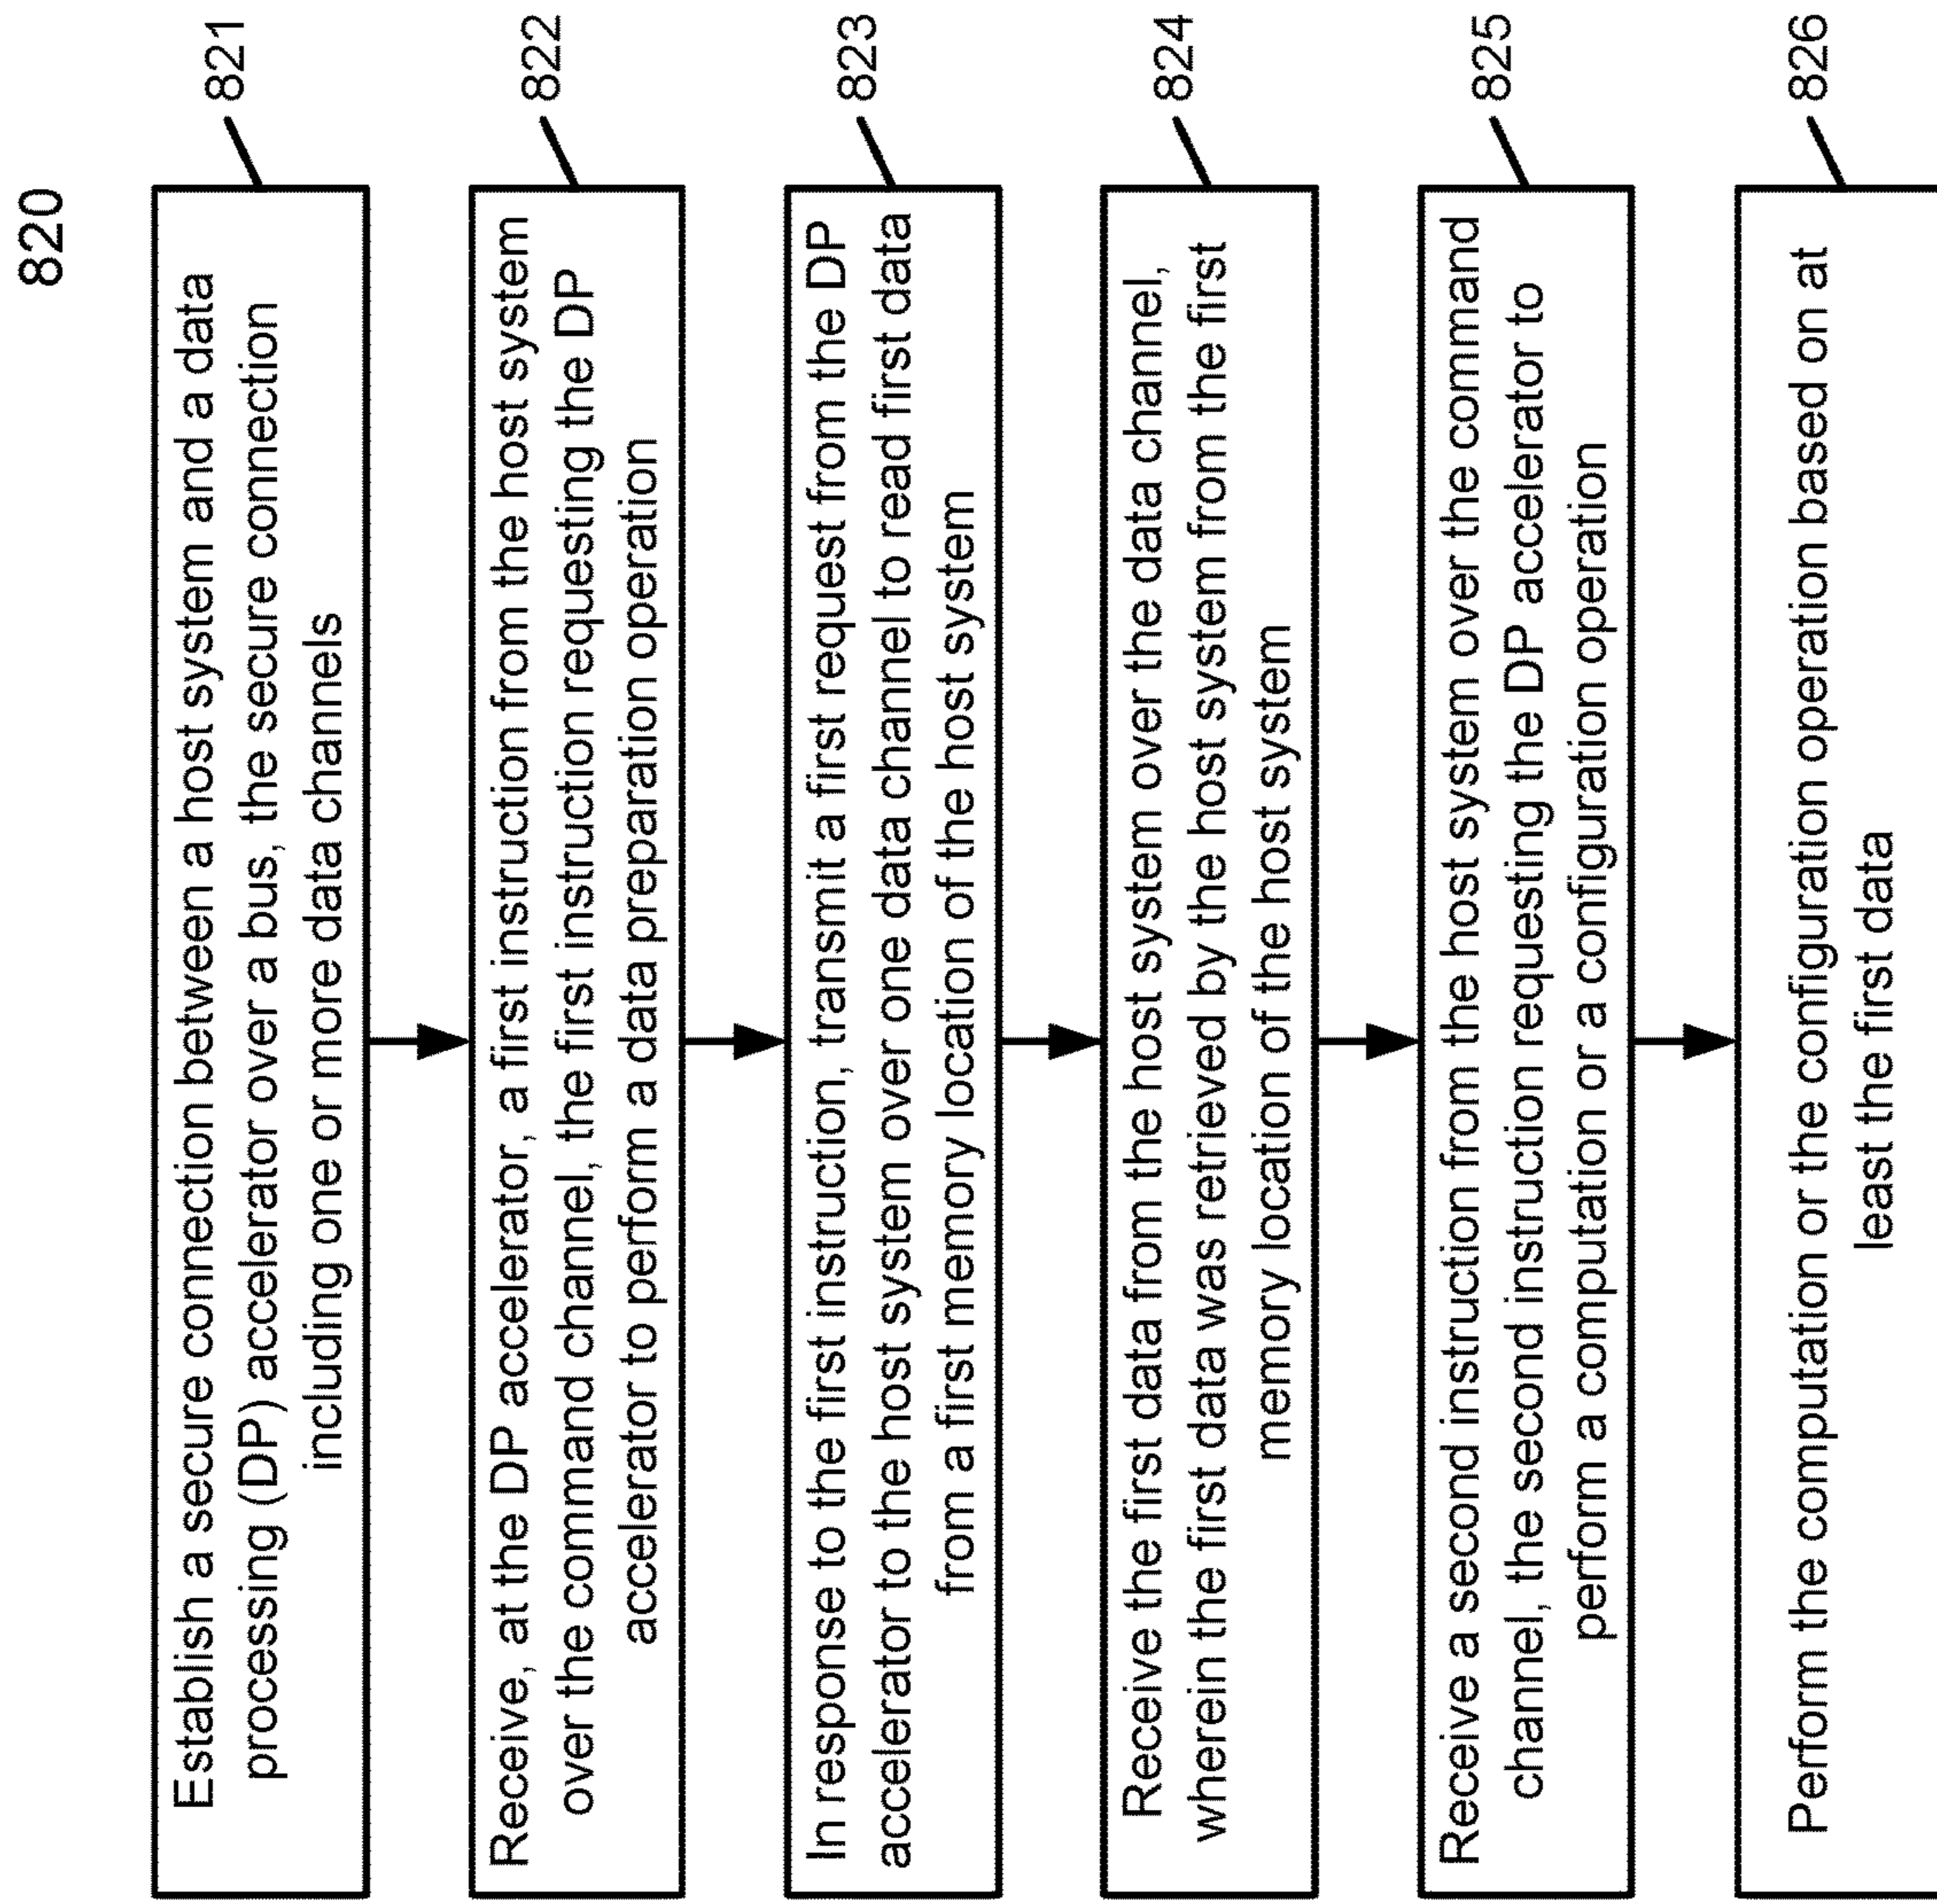 820
Establish a secure connection between a host system and a data
processing (DP) accelerator over a bus, the secure connection
including one or more data channels
821
Receive, at the DP accelerator, a first instruction from the host system
over the command channel, the first instruction requesting the DP
accelerator to perform a data preparation operation
822
In response to the first instruction, transmit a first request from the DP
accelerator to the host system over one data channel to read first data
from a first memory location of the host system
823
Receive the first data from the host system over the data channel,
wherein the first data was retrieved by the host system from the first
memory location of the host system
824
Receive a second instruction from the host system over the command
channel, the second instruction requesting the DP accelerator to
perform a computation or a configuration operation
825
Perform the computation or the configuration operation based on at
least the first data
826